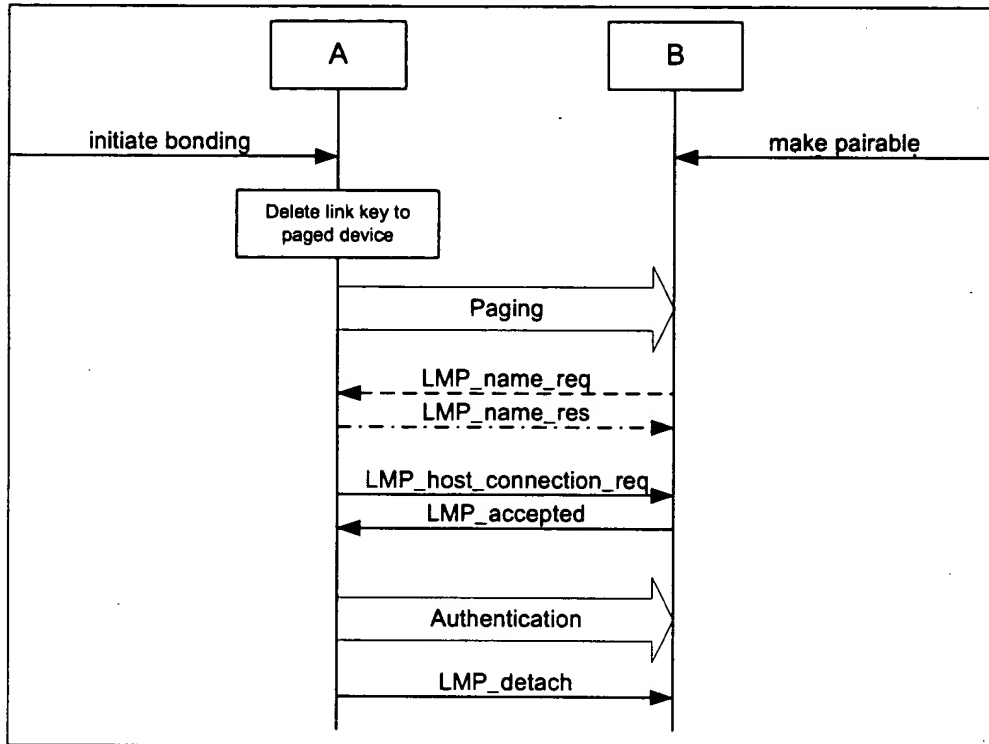 A
B
initiate bonding
make pairable
Delete link key to
paged device
Paging
LMP_name_req
LMP_name_res
LMP_host_connection_req
LMP_accepted
Authentication
LMP_detach